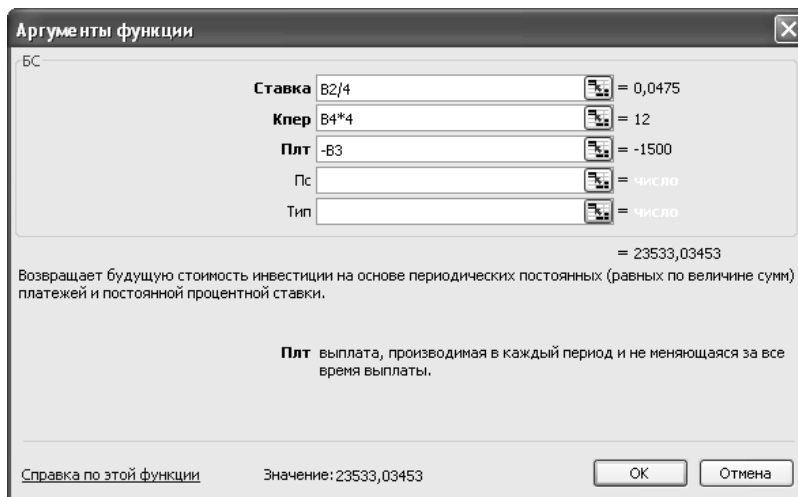 Аргументы функции
БС
Ставка B2/4 = 0,0475
Кпер B4*4 = 12
Плт -B3 = -1500
Пс = число
Тип = число
= 23533,03453
Возвращает будущую стоимость инвестиции на основе периодических постоянных (равных по величине сумм)
платежей и постоянной процентной ставки.
Плт выплата, производимая в каждый период и не меняющаяся за все
время выплаты.
Справка по этой функции Значение: 23533,03453 ОК Отмена